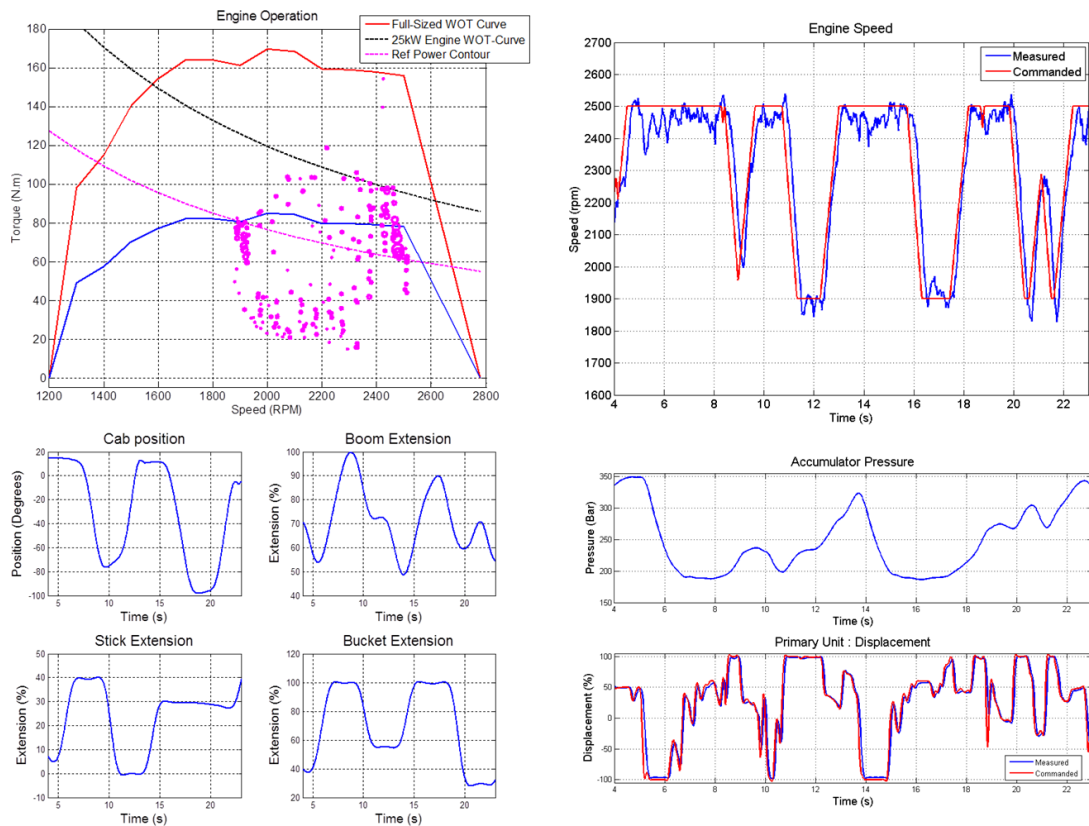 Engine Operation
Full-Sized WOT Curve
25kW Engine WOT-Curve
Ref Power Contour
Torque (N.m)
180
160
140
120
100
80
60
40
20
0
1200 1400 1600 1800 2000 2200 2400 2600 2800
Speed (RPM)
Engine Speed
Measured
Commanded
Speed (rpm)
2700
2600
2500
2400
2300
2200
2100
2000
1900
1800
1700
1600
4 6 8 10 12 14 16 18 20 22
Time (s)
Cab position
Position (Degrees)
20
0
-20
-40
-60
-80
-100
5 10 15 20
Time (s)
Boom Extension
Extension (%)
100
90
80
70
60
50
40
5 10 15 20
Time (s)
Accumulator Pressure
Pressure (Bar)
350
300
250
200
150
4 6 8 10 12 14 16 18 20 22
Time (s)
Stick Extension
Extension (%)
50
40
30
20
10
0
-10
5 10 15 20
Time (s)
Bucket Extension
Extension (%)
120
100
80
60
40
20
5 10 15 20
Time (s)
Primary Unit : Displacement
Displacement (%)
100
50
0
-50
-100
Measured
Commanded
4 6 8 10 12 14 16 18 20 22
Time (s)